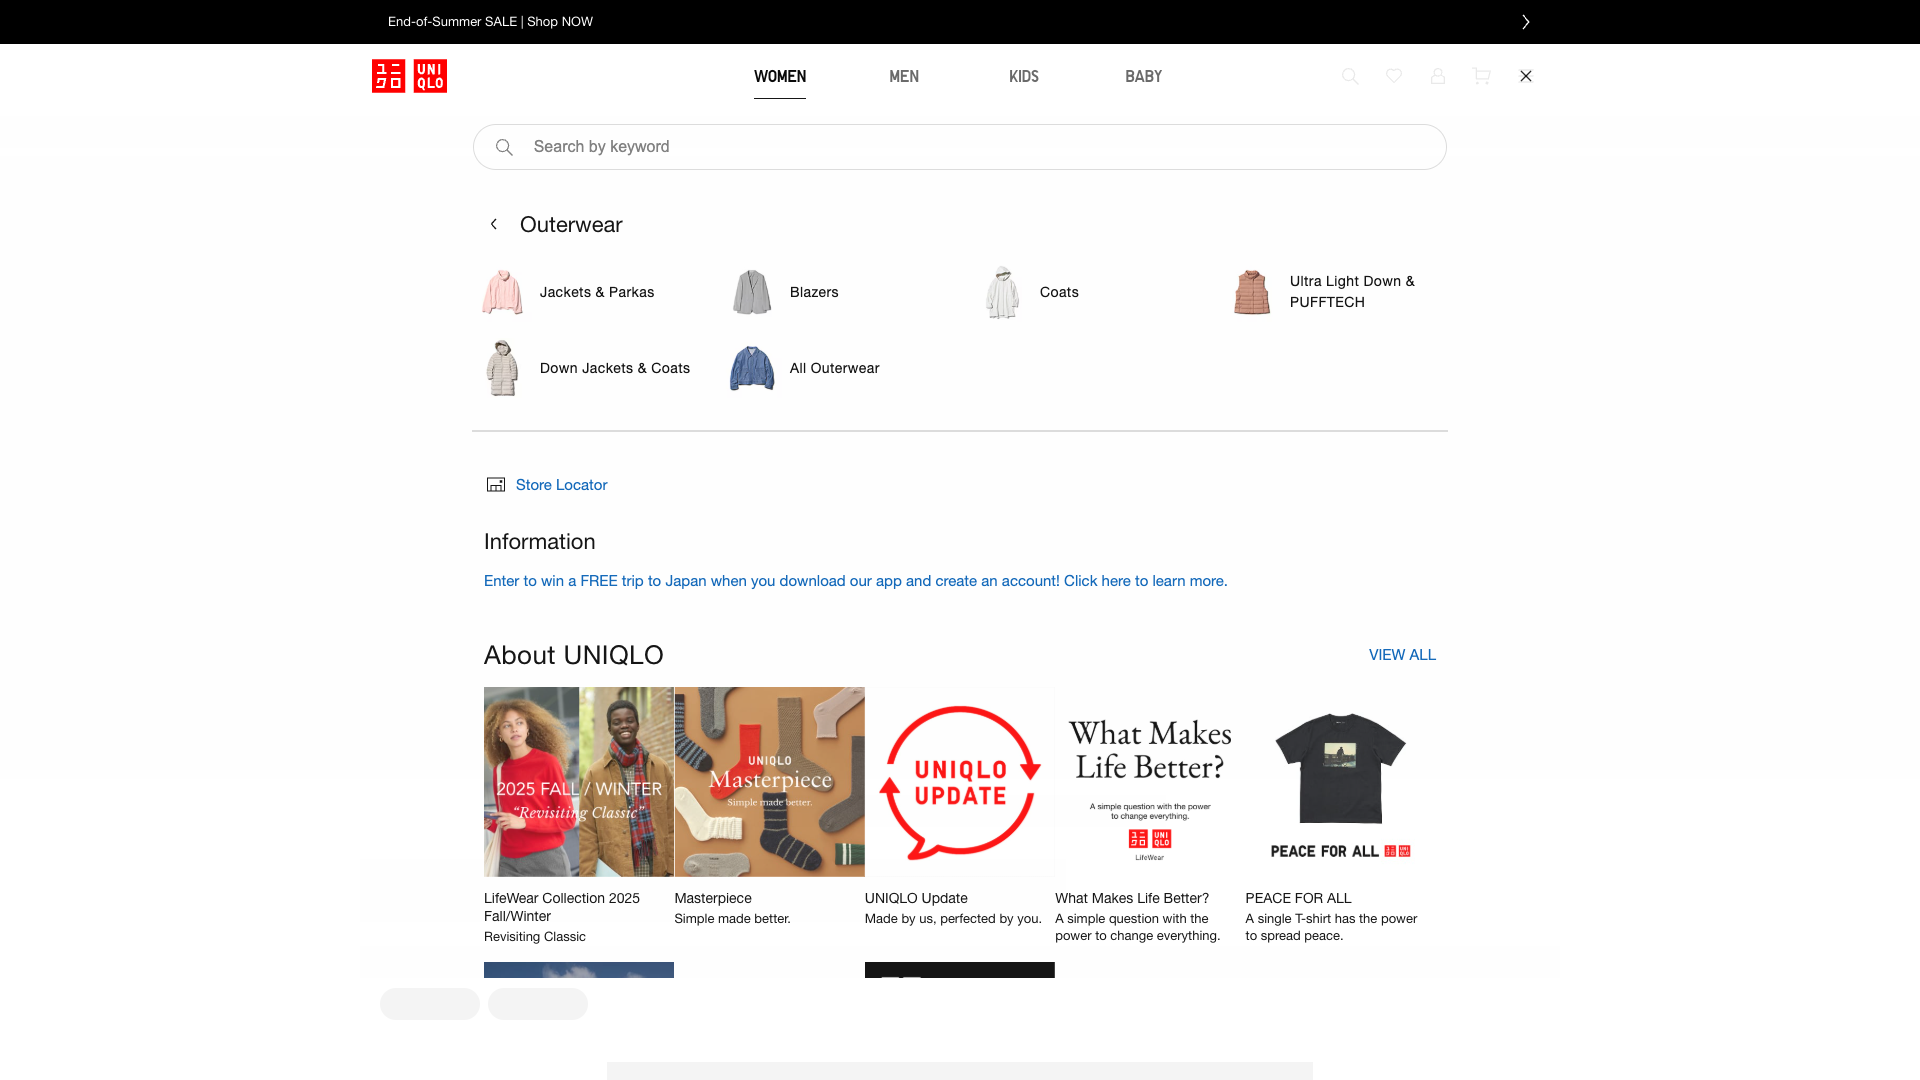 End-of-Summer SALE | Shop NOW
ユニ
クロ
UNI
QLO
WOMEN
MEN
KIDS
BABY
Search by keyword
Outerwear
Jackets & Parkas
Blazers
Coats
Ultra Light Down &
PUFFTECH
Down Jackets & Coats
All Outerwear
Store Locator
Information
Enter to win a FREE trip to Japan when you download our app and create an account! Click here to learn more.
About UNIQLO
VIEW ALL
2025 FALL / WINTER
“Revisiting Classic”
UNIQLO
Masterpiece
Simple made better.
UNIQLO
UPDATE
What Makes
Life Better?
A simple question with the power
to change everything.
ユニ
クロ
UNI
QLO
LifeWear
PEACE FOR ALL
ユニ
クロ
UNI
QLO
LifeWear Collection 2025
Fall/Winter
Revisiting Classic
Masterpiece
Simple made better.
UNIQLO Update
Made by us, perfected by you.
What Makes Life Better?
A simple question with the
power to change everything.
PEACE FOR ALL
A single T-shirt has the power
to spread peace.